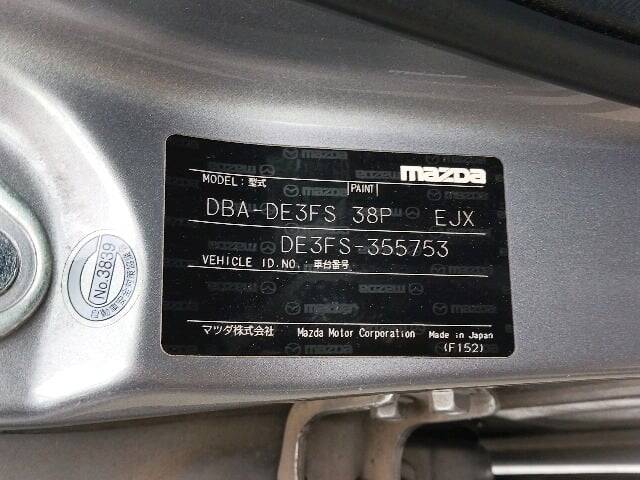 mazda
MODEL: 型式 PAINT
DBA-DE3FS 38P EJX
DE3FS-355753
VEHICLE ID.NO.: 車台番号
マツダ株式会社 Mazda Motor Corporation Made in Japan
(F152)
No.3839